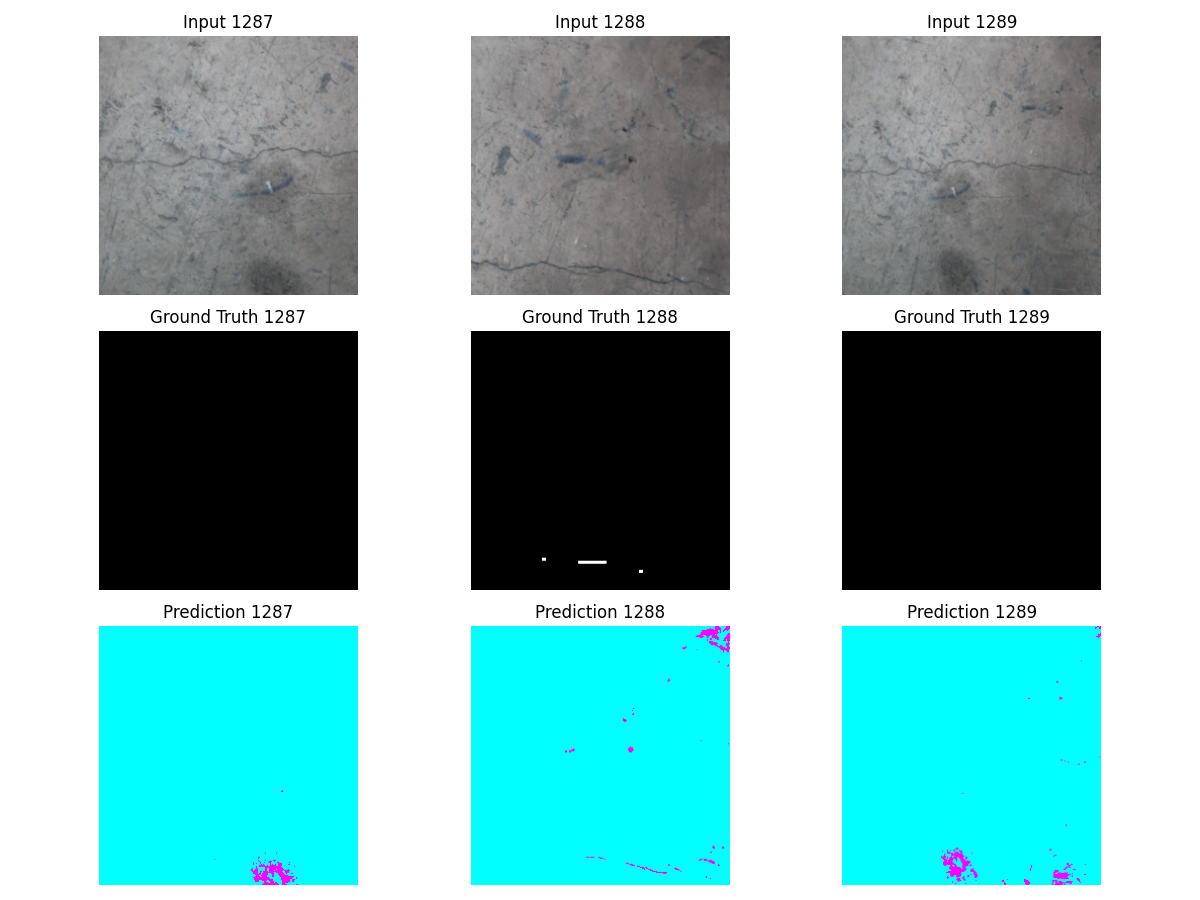 Input 1287
Input 1288
Input 1289
Ground Truth 1287
Ground Truth 1288
Ground Truth 1289
Prediction 1287
Prediction 1288
Prediction 1289